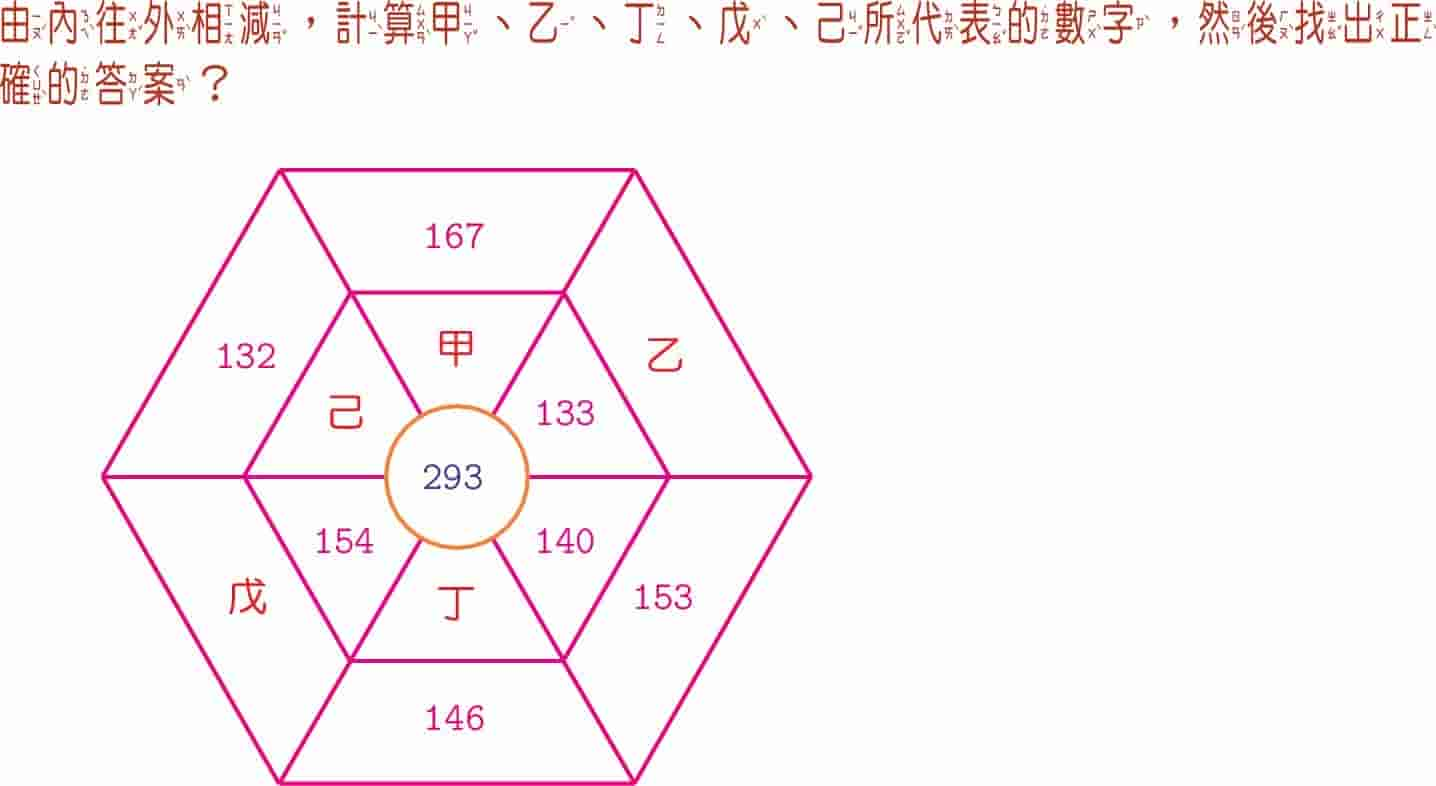 由內往外相減，計算甲、乙、丁、戊、己所代表的數字，然後找出正
確的答案？
167
132
甲
乙
己
133
293
154
140
戊
丁
153
146